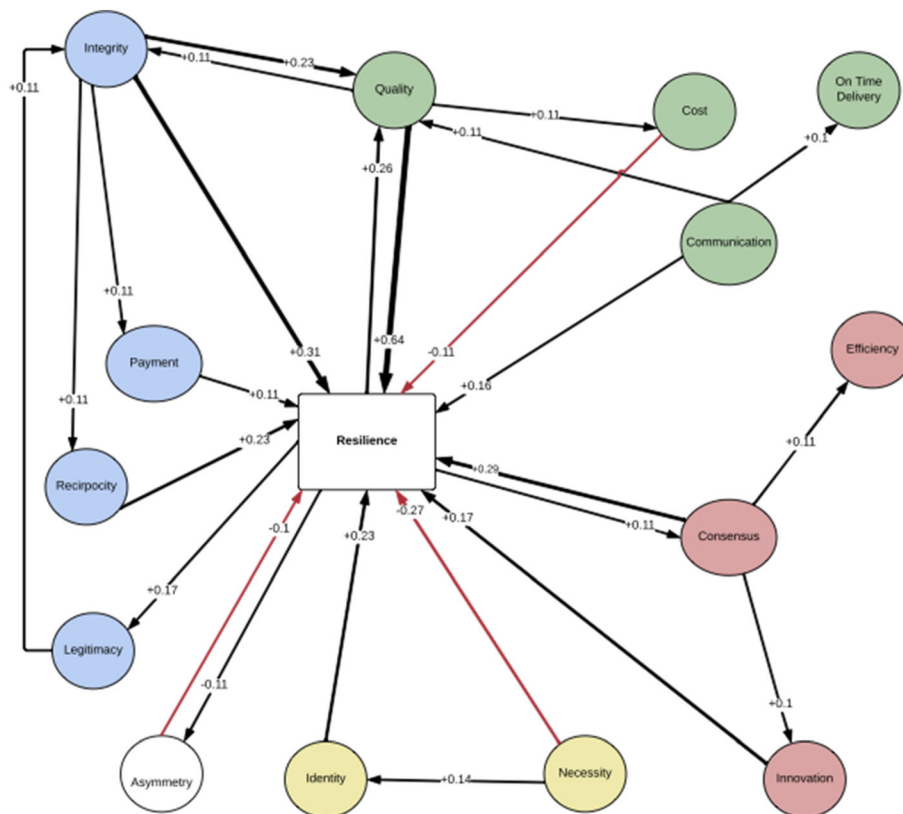 Integrity
+0.11
+0.23
+0.11
Quality
+0.11
Cost
On Time
Delivery
+0.11
+0.1
+0.26
Communication
+0.11
+0.31
+0.64
-0.11
Efficiency
Payment
+0.11
+0.16
+0.11
Resilience
+0.23
+0.11
Recirpocity
+0.29
+0.17
-0.27
+0.11
-0.1
+0.23
Consensus
+0.17
Legitimacy
-0.11
+0.1
Asymmetry
Identity
+0.14
Necessity
Innovation